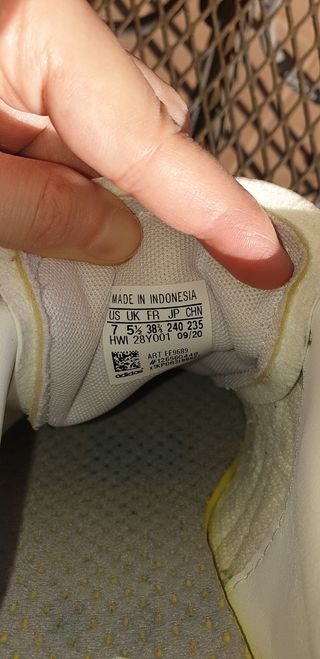 MADE IN INDONESIA
US UK FR JP CHN
7 5½ 38⅔ 240 235
HWI 28Y001 09/20
ART EF9689
adidas